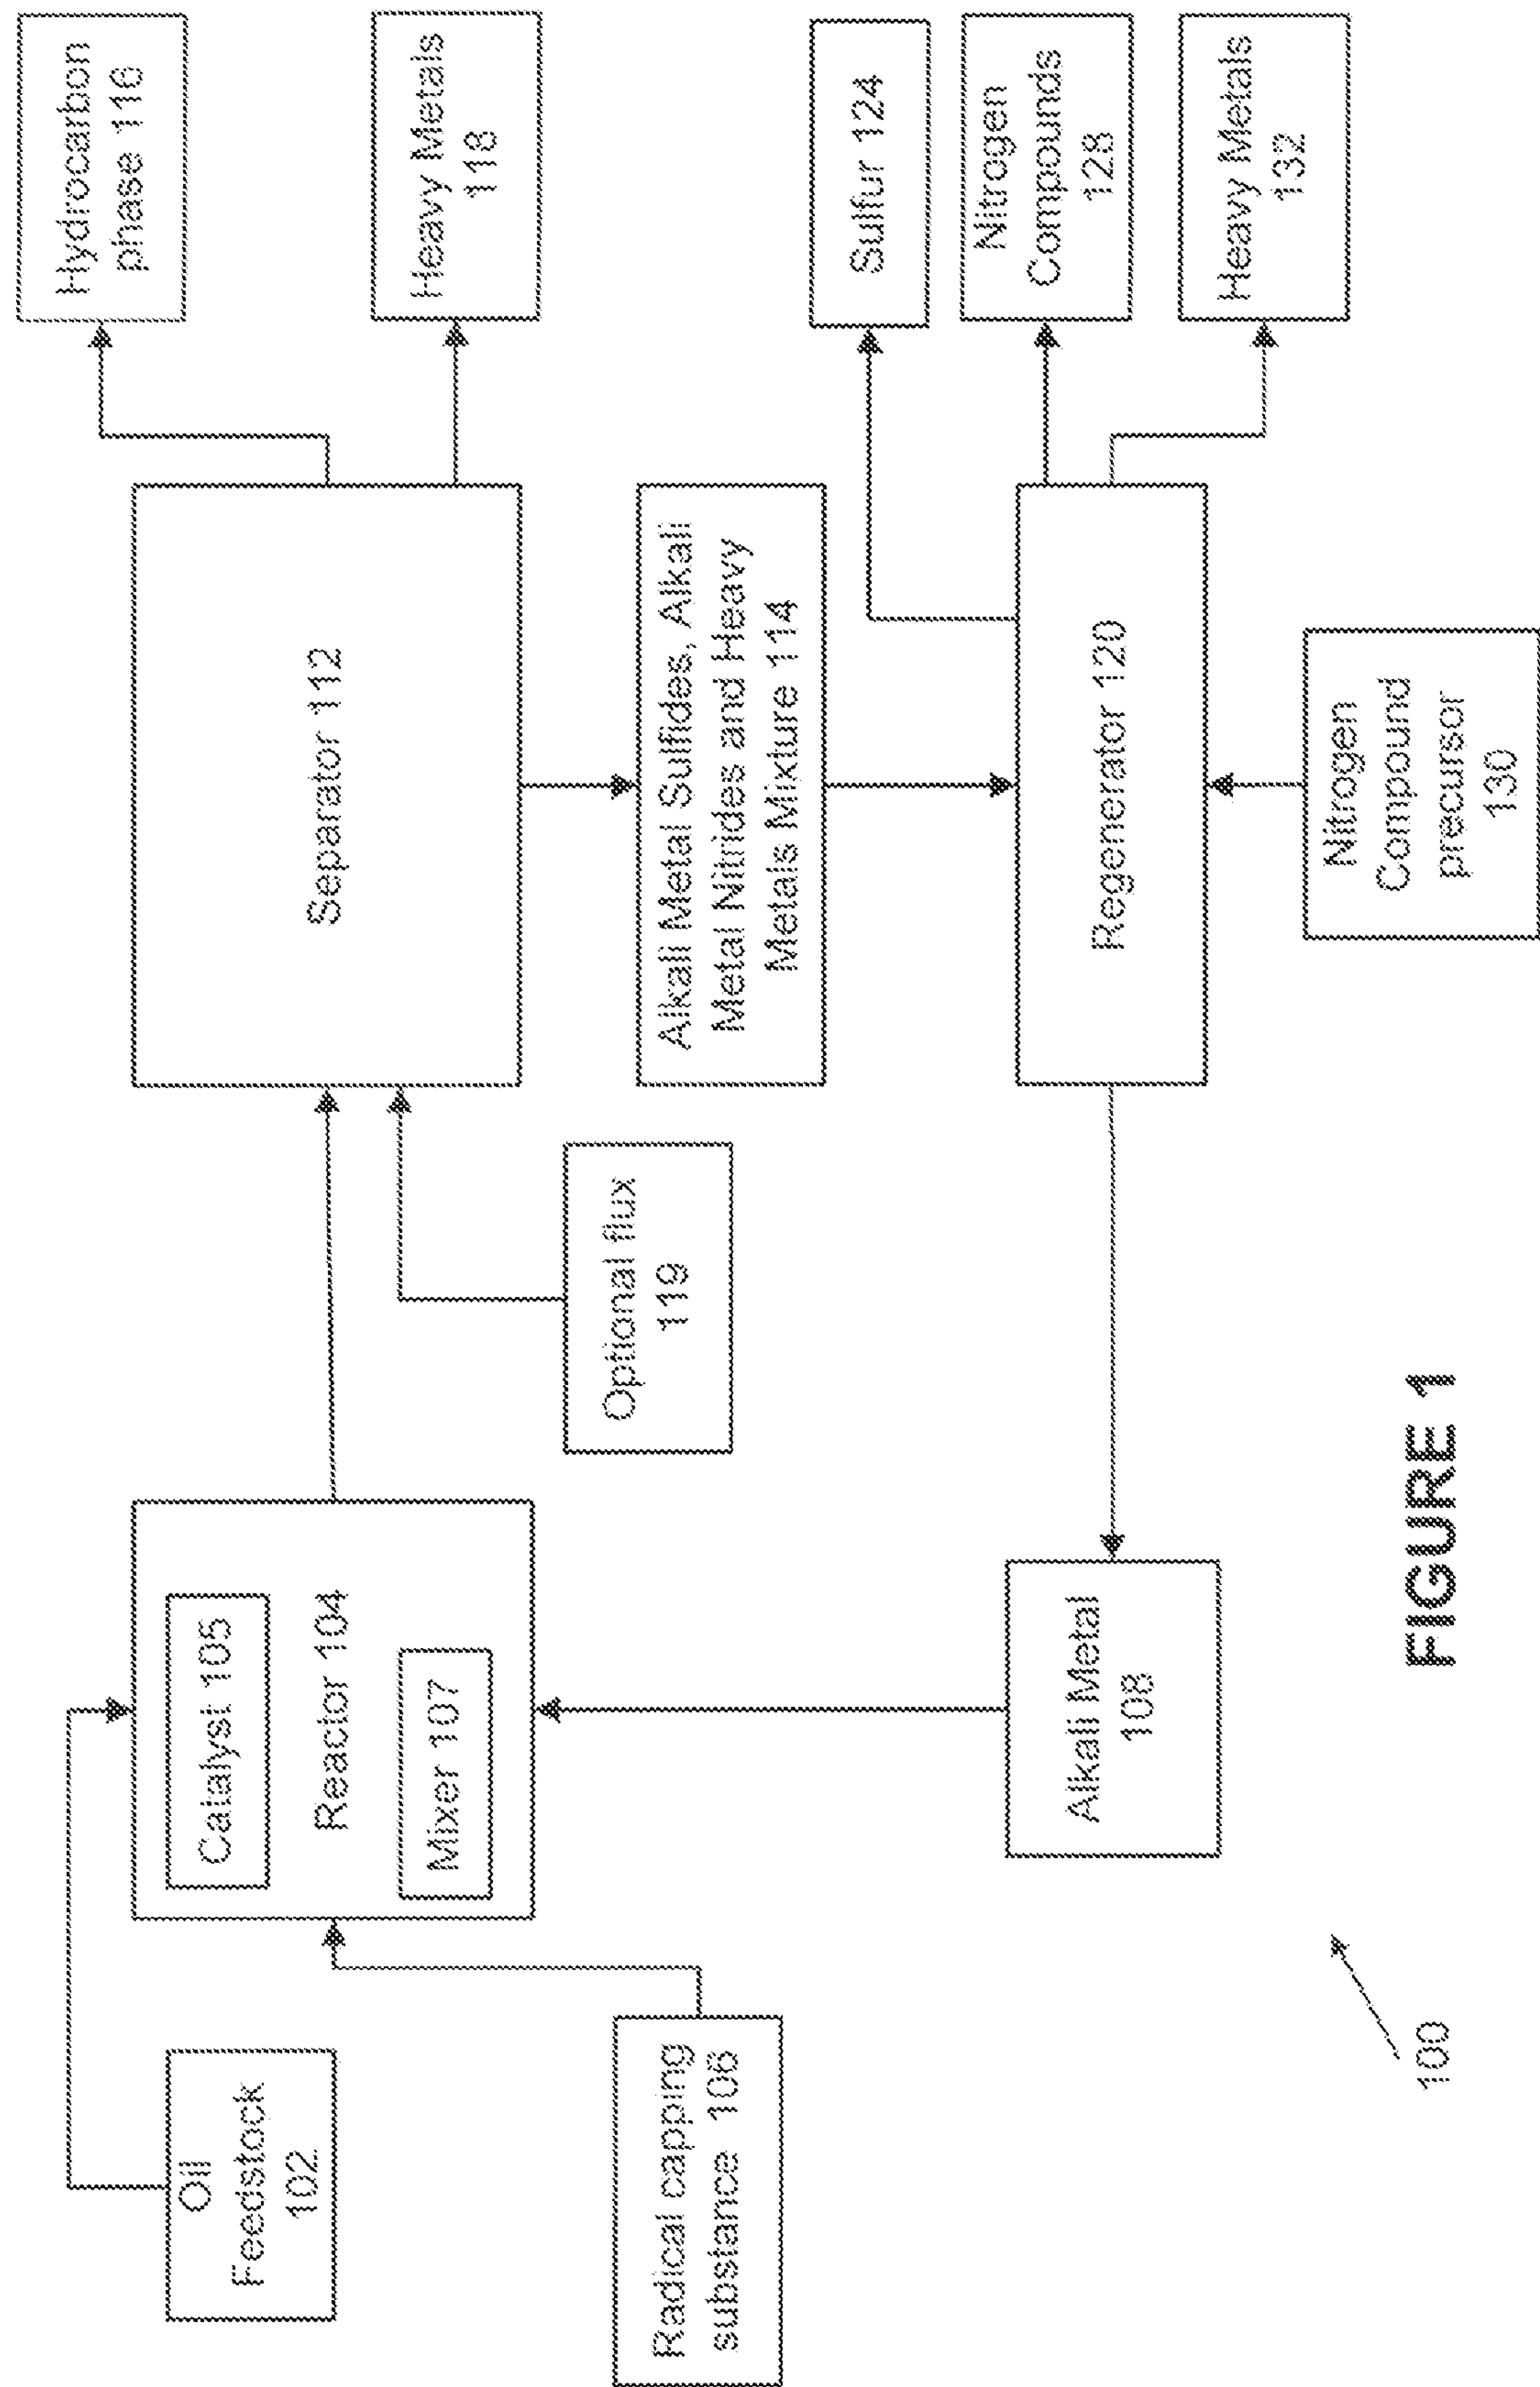 Oil
Feedstock
102
Radical capping
substance 106
Catalyst 105
Reactor 104
Mixer 107
Alkali Metal
108
Optional flux
119
Separator 112
Alkali Metal Sulfides, Alkali
Metal Nitrides and Heavy
Metals Mixture 114
Regenerator 120
Nitrogen
Compound
precursor
130
Hydrocarbon
phase 116
Heavy Metals
118
Sulfur 124
Nitrogen
Compounds
128
Heavy Metals
132
100
FIGURE 1